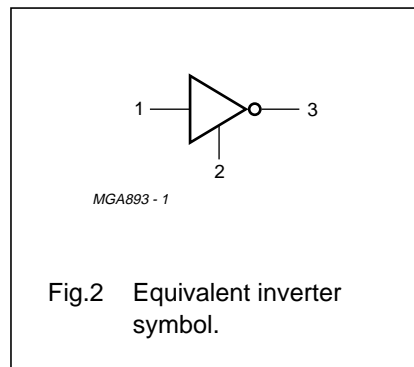 1
3
2
MGA893 - 1
Fig.2 Equivalent inverter
symbol.